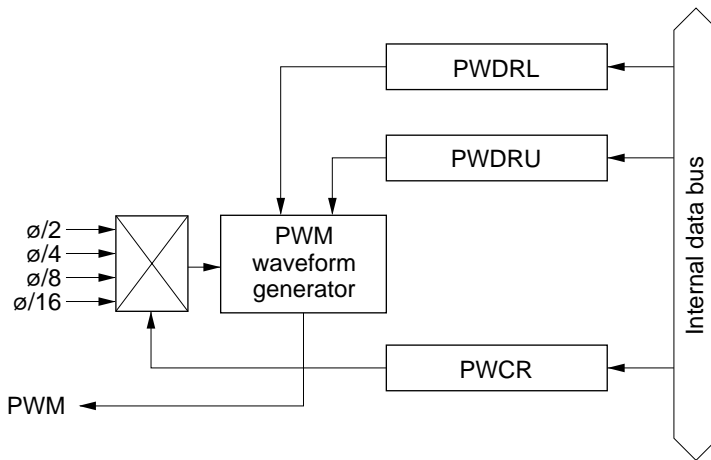 PWDRL
PWDRU
ø/2
ø/4
ø/8
ø/16
PWM
waveform
generator
PWCR
PWM
Internal data bus